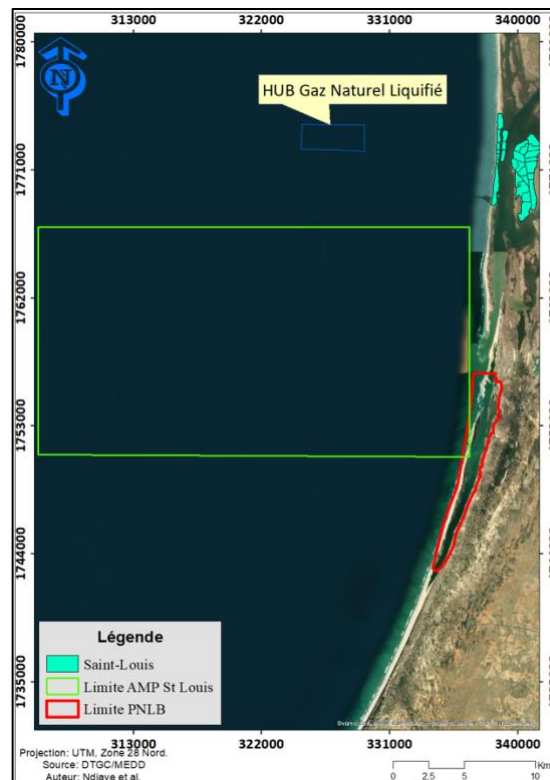 313000 322000 331000 340000
1780000
N
HUB Gaz Naturel Liquifié
1771000
1762000
1753000
1744000
1735000
Légende
Saint-Louis
Limite AMP St Louis
Limite PNLB
313000 322000 331000 340000
Projection: UTM, Zone 28 Nord.
Source: DTGC/MEDD
Auteur: Ndiaye et al.
Km
0 2.5 5 10